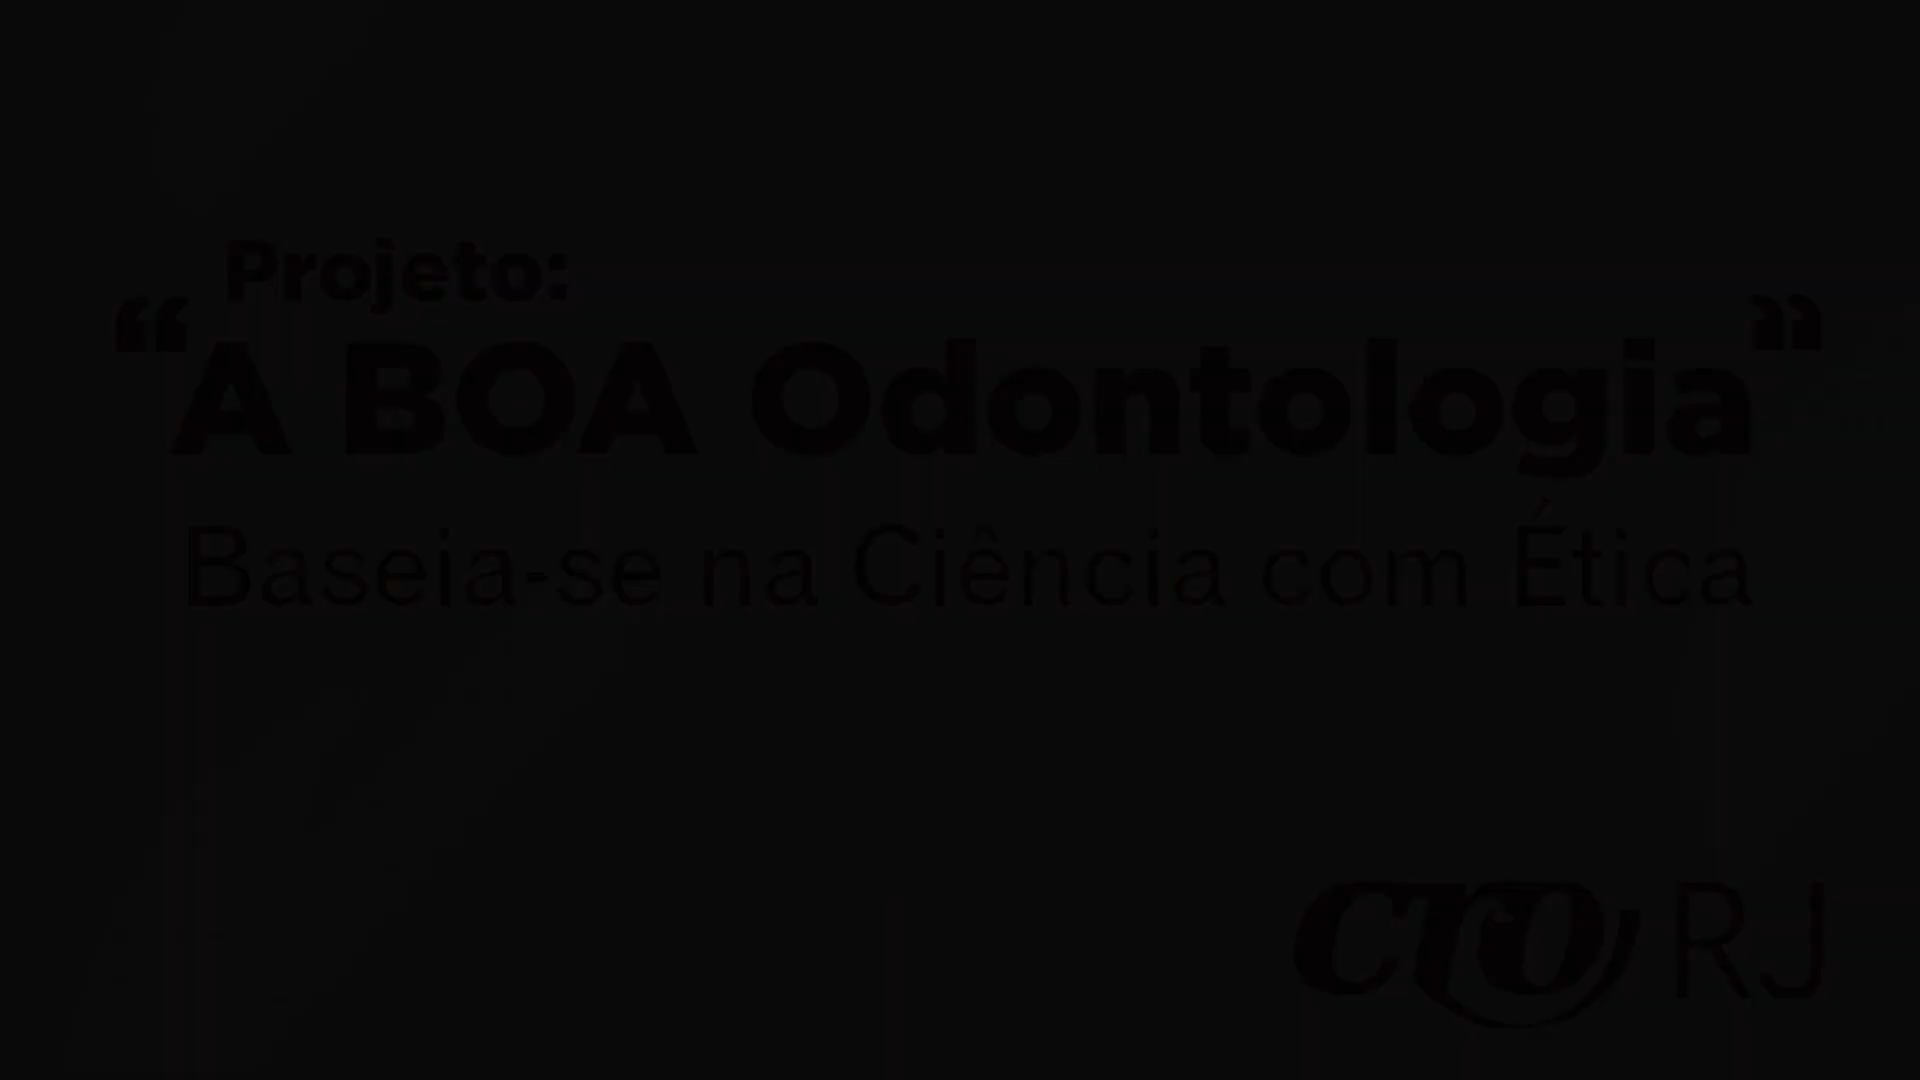 Projeto:
“A BOA Odontologia”
Baseia-se na Ciência com Ética
CRO RJ